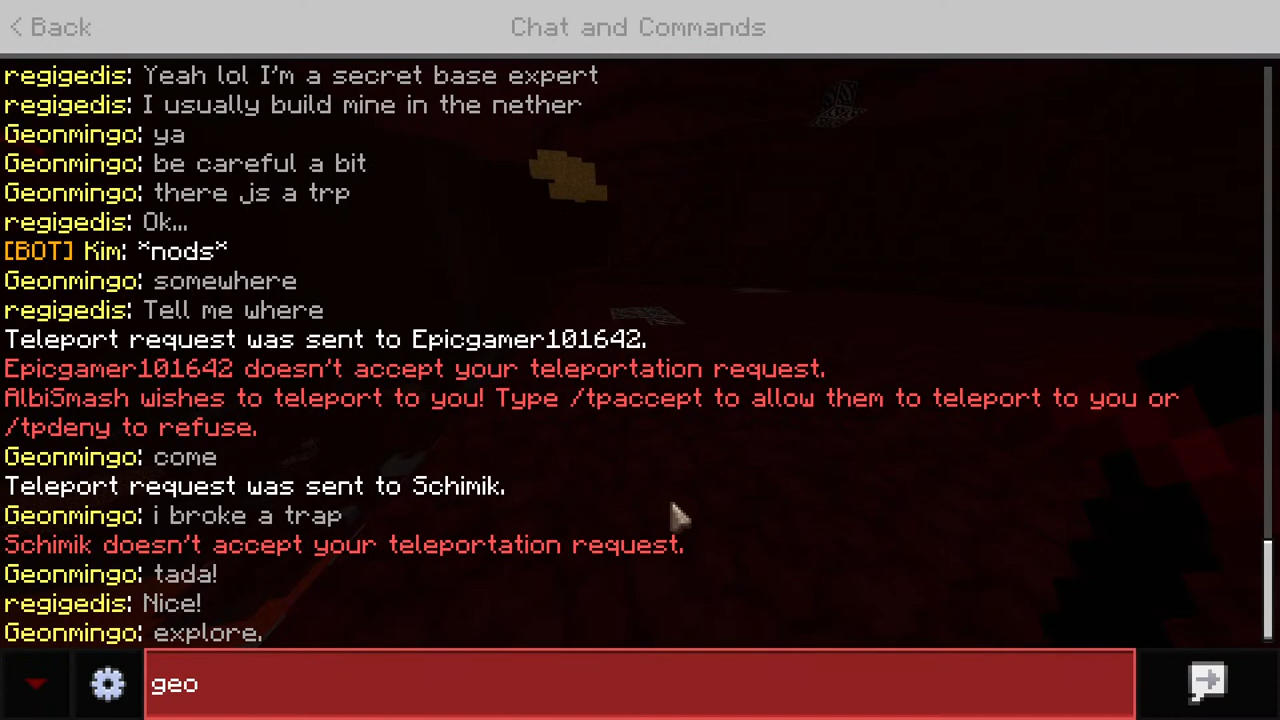 < Back
Chat and Commands
regigedis: Yeah lol I'm a secret base expert
regigedis: I usually build mine in the nether
Geonmingo: ya
Geonmingo: be careful a bit
Geonmingo: there ,is a trp
regigedis: Ok...
[BOT] Kim: *nods*
Geonmingo: somewhere
regigedis: Tell me where
Teleport request was sent to Epicgamer101642.
Epicgamer101642 doesn't accept your teleportation request.
AlbiSmash wishes to teleport to you! Type /tpaccept to allow them to teleport to you or
/tpdeny to refuse.
Geonmingo: come
Teleport request was sent to Schimik.
Geonmingo: i broke a trap
Schimik doesn't accept your teleportation request.
Geonmingo: tada!
regigedis: Nice!
Geonmingo: explore.
geo